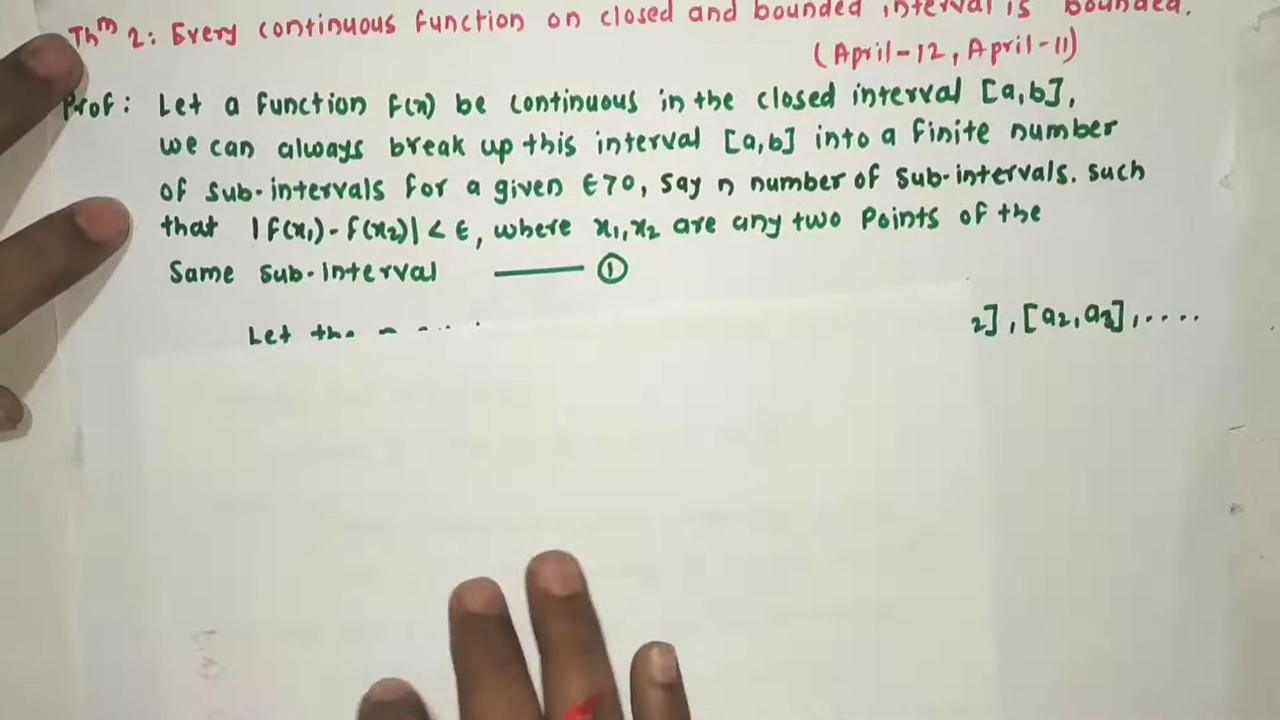 Thm 2: Every continuous function on closed and bounded interval is bounded.
(April-12, April-11)
Prof: Let a function f(x) be continuous in the closed interval [a,b],
we can always break up this interval [a,b] into a finite number
of sub-intervals for a given ε>0, say n number of sub-intervals. such
that |f(x₁)-f(x₂)| < ε, where x₁,x₂ are any two points of the
same sub-interval ——— ①
Let the 2], [a₂,a₃],....